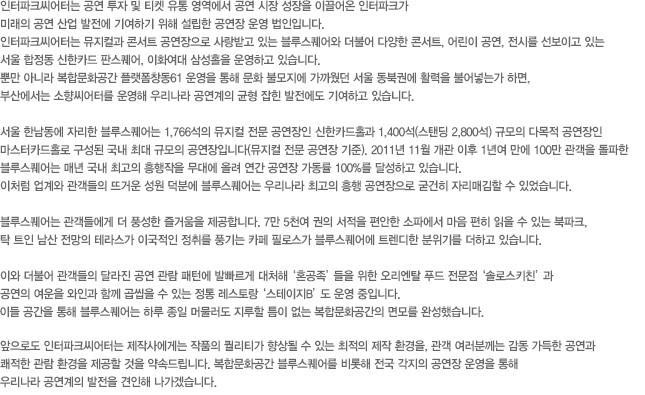 인터파크씨어터는 공연 투자 및 티켓 유통 영역에서 공연 시장 성장을 이끌어온 인터파크가
미래의 공연 산업 발전에 기여하기 위해 설립한 공연장 운영 법인입니다.
인터파크씨어터는 뮤지컬과 콘서트 공연장으로 사랑받고 있는 블루스퀘어와 더불어 다양한 콘서트, 어린이 공연, 전시를 선보이고 있는
서울 합정동 신한카드 판스퀘어, 이화여대 삼성홀을 운영하고 있습니다.
뿐만 아니라 복합문화공간 플랫폼창동61 운영을 통해 문화 불모지에 가까웠던 서울 동북권에 활력을 불어넣는가 하면,
부산에서는 소향씨어터를 운영해 우리나라 공연계의 균형 잡힌 발전에도 기여하고 있습니다.
서울 한남동에 자리한 블루스퀘어는 1,766석의 뮤지컬 전문 공연장인 신한카드홀과 1,400석(스탠딩 2,800석) 규모의 다목적 공연장인
마스터카드홀로 구성된 국내 최대 규모의 공연장입니다(뮤지컬 전문 공연장 기준). 2011년 11월 개관 이후 1년여 만에 100만 관객을 돌파한
블루스퀘어는 매년 국내 최고의 흥행작을 무대에 올려 연간 공연장 가동률 100%를 달성하고 있습니다.
이처럼 업계와 관객들의 뜨거운 성원 덕분에 블루스퀘어는 우리나라 최고의 흥행 공연장으로 굳건히 자리매김할 수 있었습니다.
블루스퀘어는 관객들에게 더 풍성한 즐거움을 제공합니다. 7만 5천여 권의 서적을 편안한 소파에서 마음 편히 읽을 수 있는 북파크,
탁 트인 남산 전망의 테라스가 이국적인 정취를 풍기는 카페 필로스가 블루스퀘어에 트렌디한 분위기를 더하고 있습니다.
이와 더불어 관객들의 달라진 공연 관람 패턴에 발빠르게 대처해 ‘혼공족’ 들을 위한 오리엔탈 푸드 전문점 ‘솔로스키친’ 과
공연의 여운을 와인과 함께 곱씹을 수 있는 정통 레스토랑 ‘스테이지B’ 도 운영 중입니다.
이들 공간을 통해 블루스퀘어는 하루 종일 머물러도 지루할 틈이 없는 복합문화공간의 면모를 완성했습니다.
앞으로도 인터파크씨어터는 제작사에게는 작품의 퀄리티가 향상될 수 있는 최적의 제작 환경을, 관객 여러분께는 감동 가득한 공연과
쾌적한 관람 환경을 제공할 것을 약속드립니다. 복합문화공간 블루스퀘어를 비롯해 전국 각지의 공연장 운영을 통해
우리나라 공연계의 발전을 견인해 나가겠습니다.